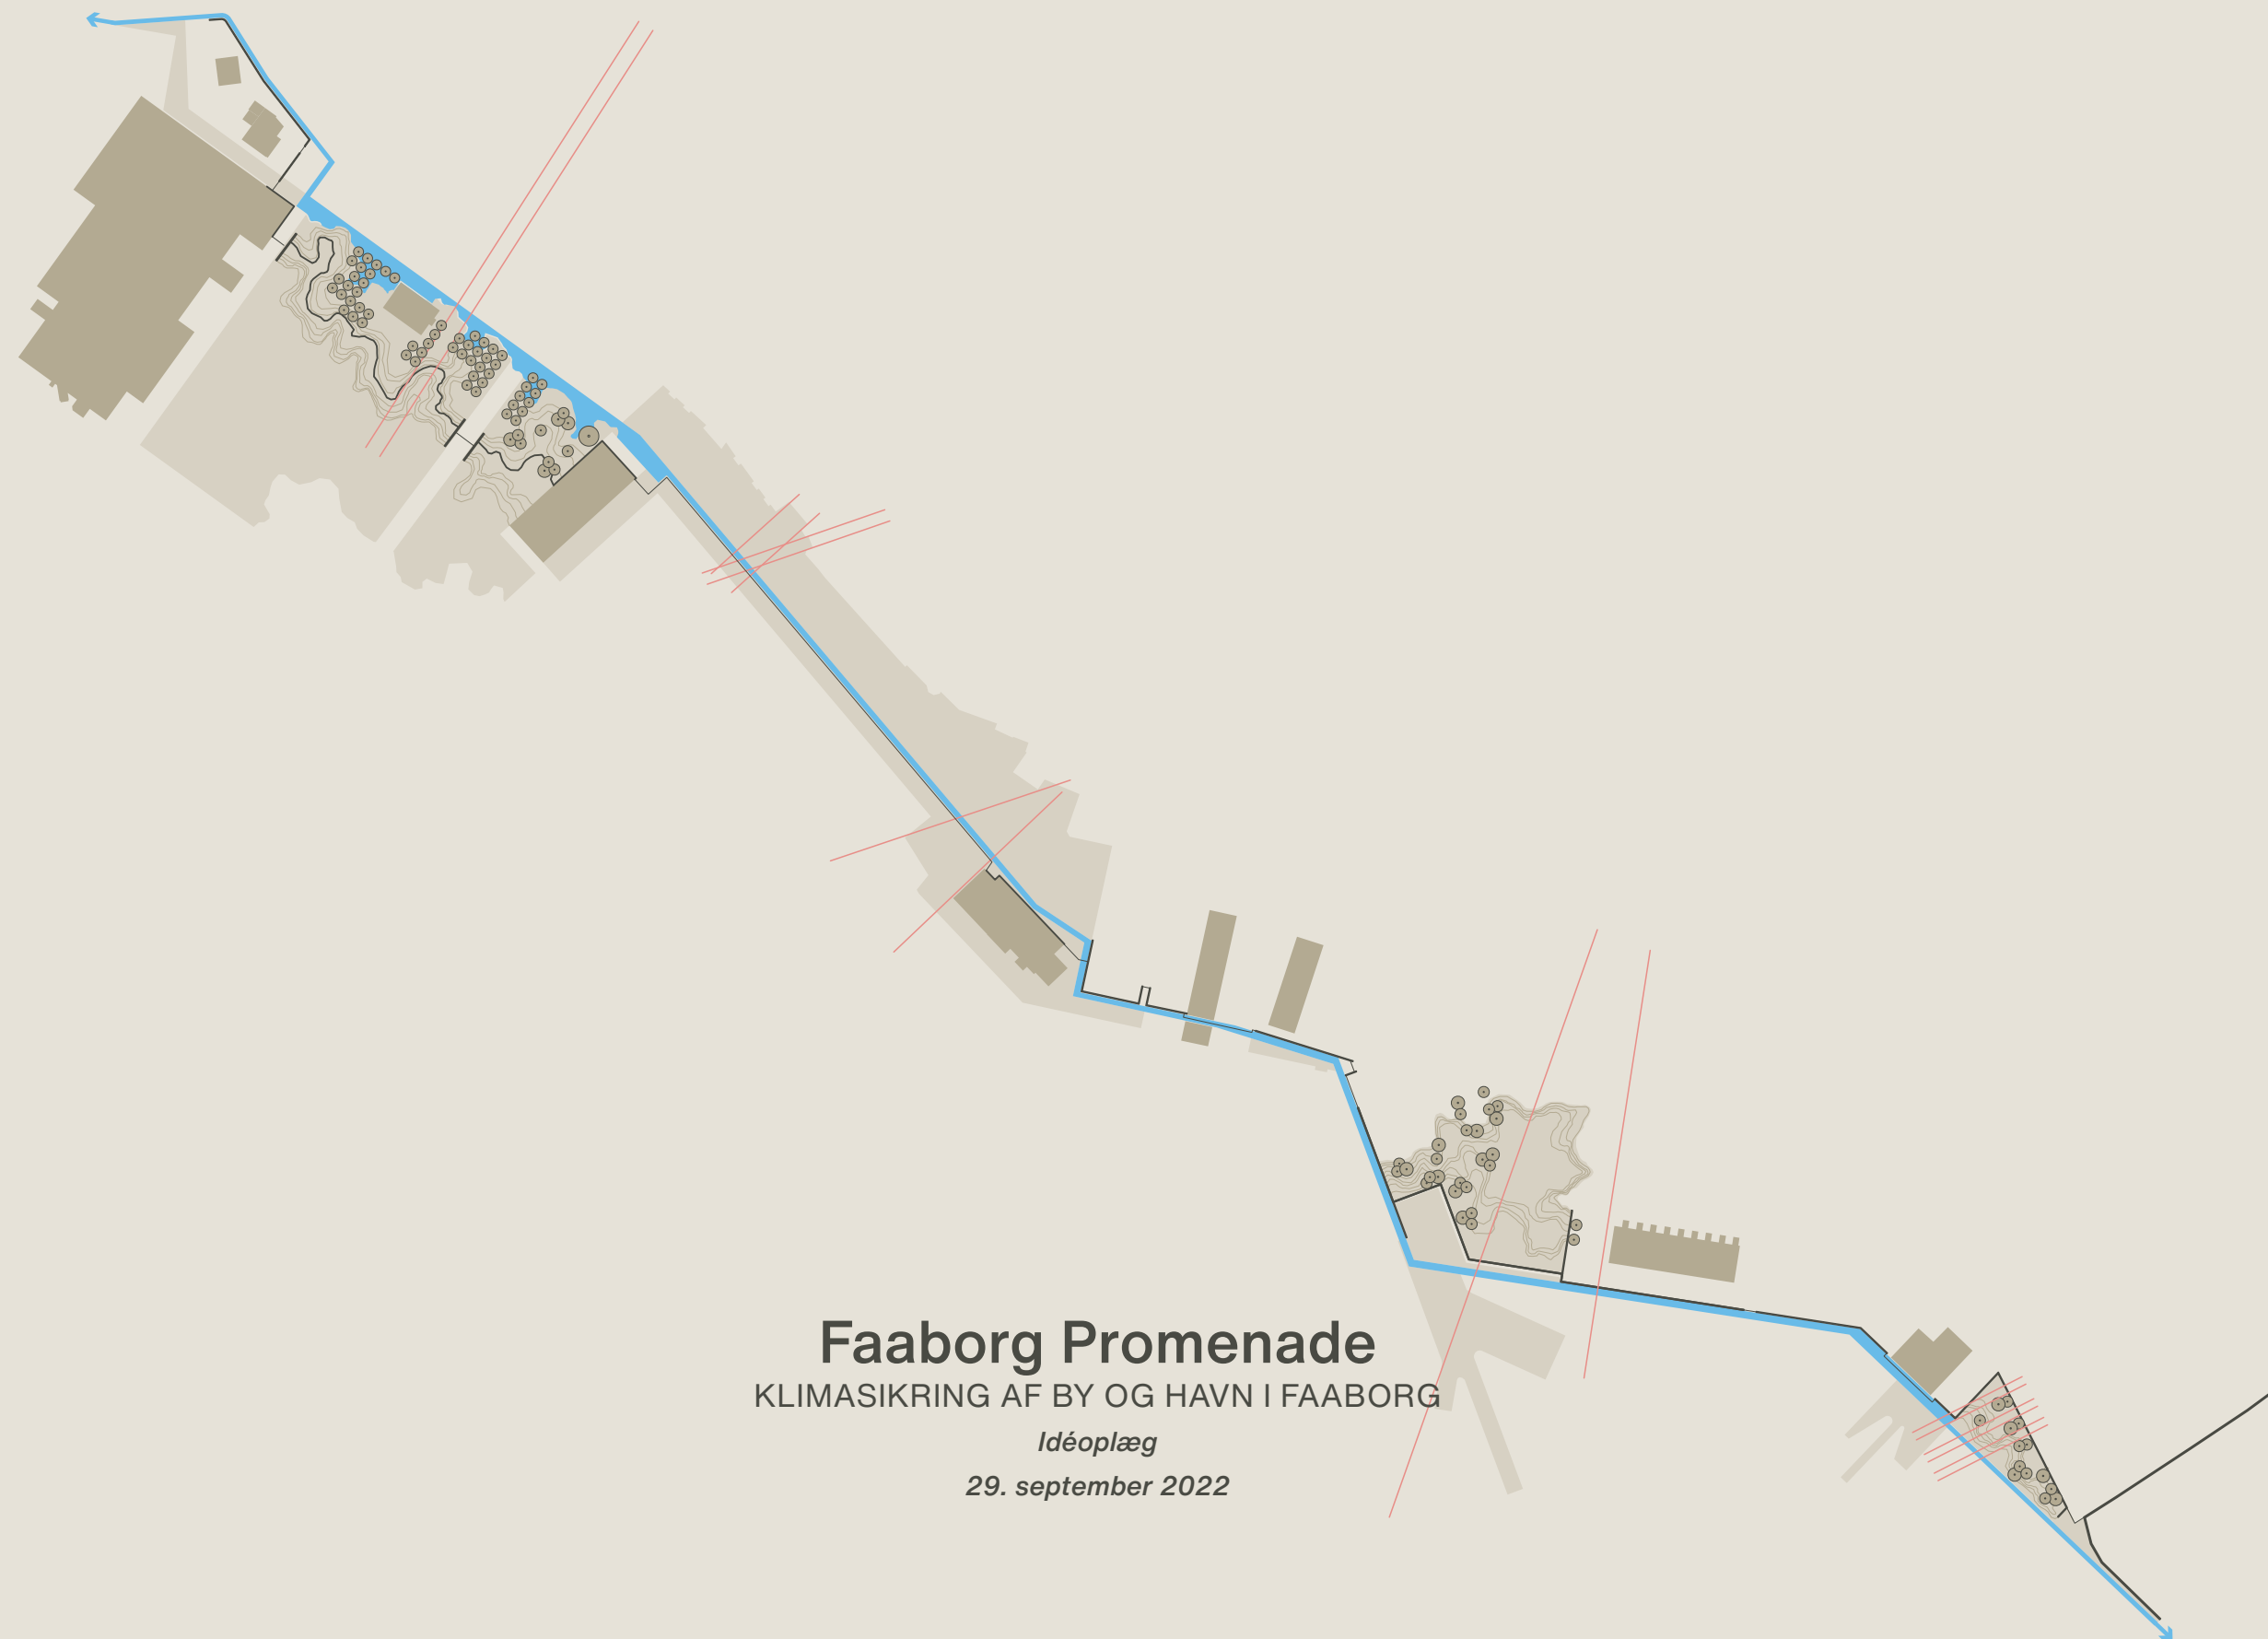 Faaborg Promenade
KLIMASIKRING AF BY OG HAVN I FAABORG
Idéoplæg
29. september 2022